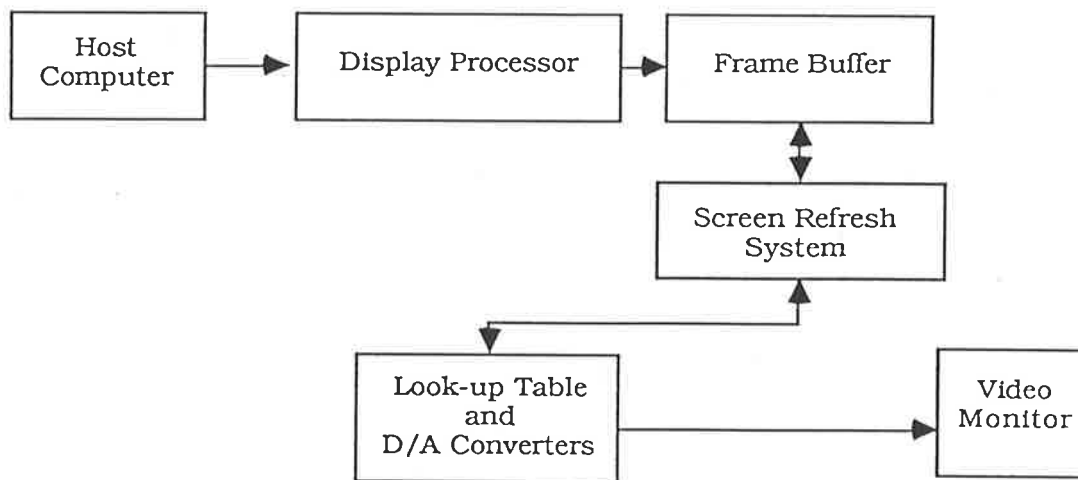 Host
Computer
Display Processor
Frame Buffer
Screen Refresh
System
Look-up Table
and
D/A Converters
Video
Monitor